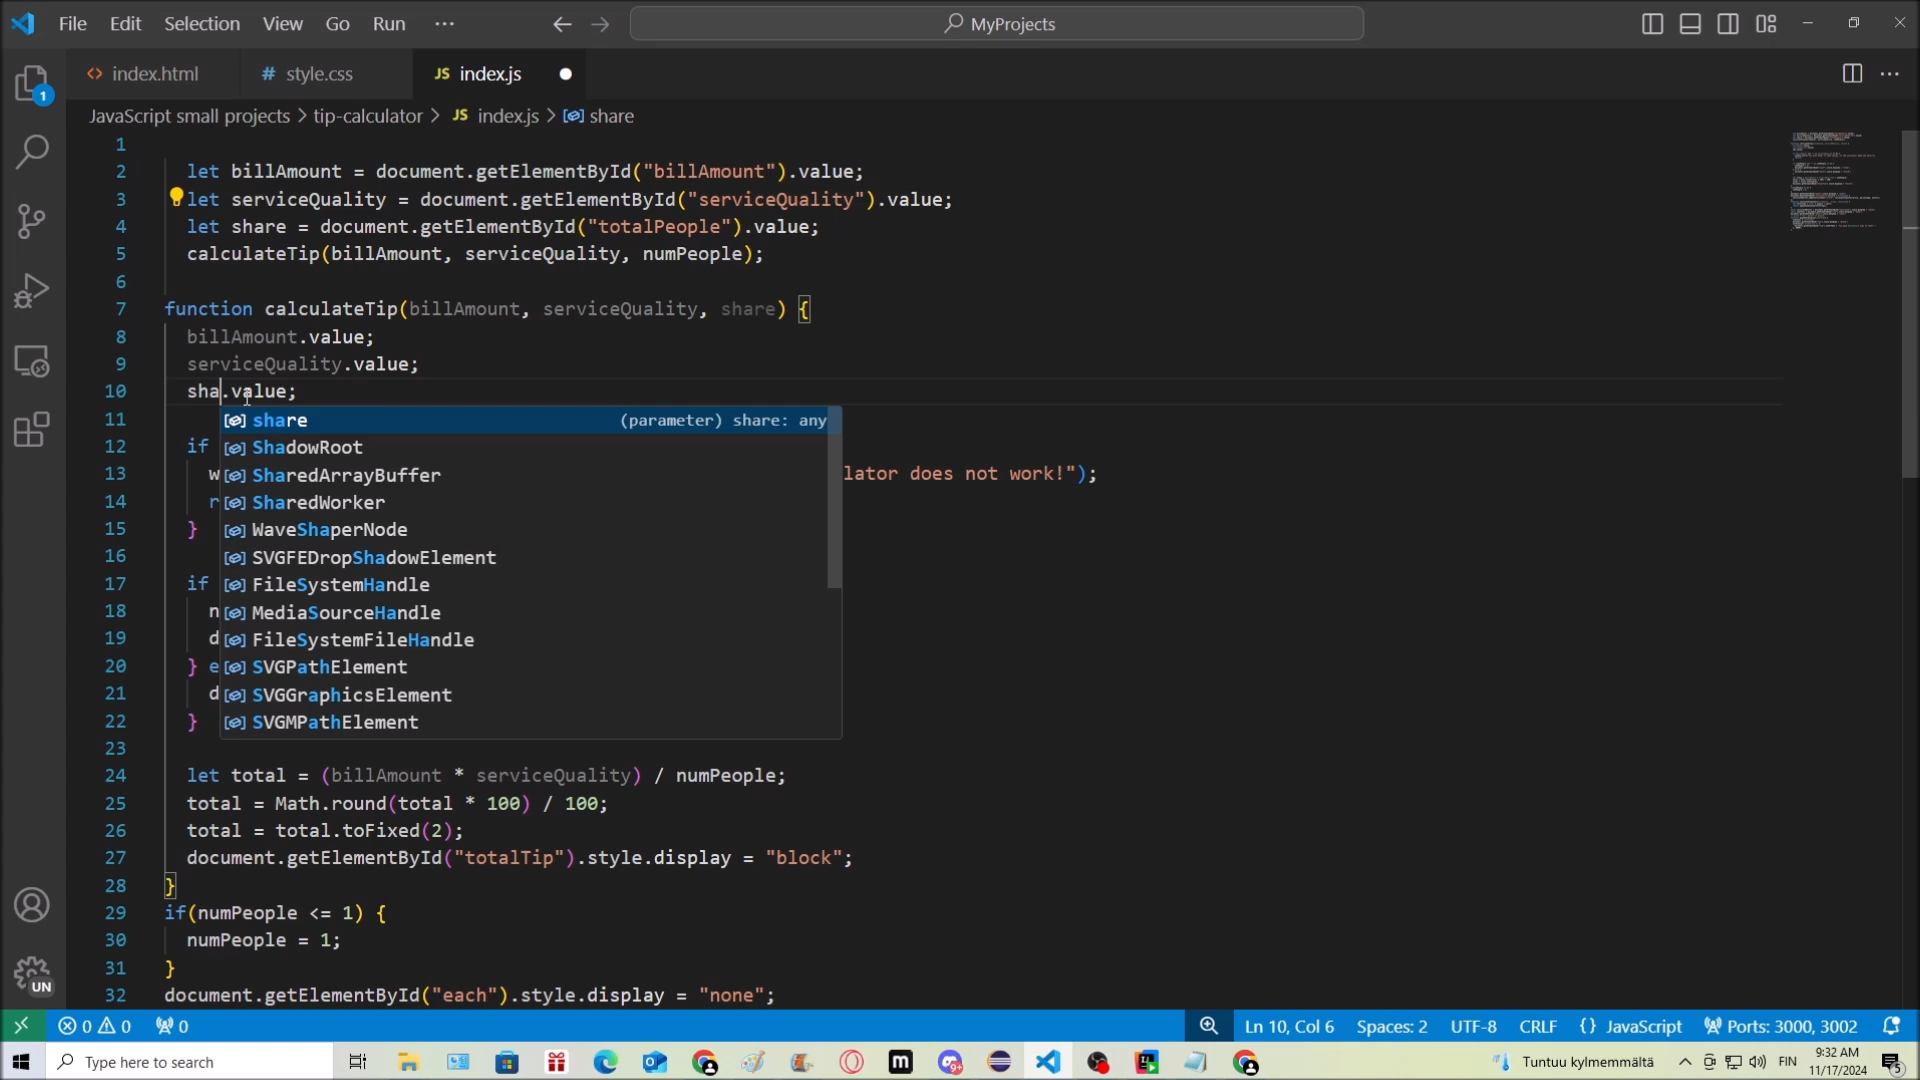 File Edit Selection View Go Run ··· MyProjects
index.html style.css JS index.js
JavaScript small projects > tip-calculator > JS index.js > share
1
2 let billAmount = document.getElementById("billAmount").value;
3 let serviceQuality = document.getElementById("serviceQuality").value;
4 let share = document.getElementById("totalPeople").value;
5 calculateTip(billAmount, serviceQuality, numPeople);
6
7 function calculateTip(billAmount, serviceQuality, share) {
8 billAmount.value;
9 serviceQuality.value;
10 sha.value;
11 share (parameter) share: any
12 if ShadowRoot
13 w SharedArrayBuffer lator does not work!");
14 r SharedWorker
15 } WaveShaperNode
16 SVGFEDropShadowElement
17 if FileSystemHandle
18 n MediaSourceHandle
19 d FileSystemFileHandle
20 } e SVGPathElement
21 d SVGGraphicsElement
22 } SVGMPathElement
23
24 let total = (billAmount * serviceQuality) / numPeople;
25 total = Math.round(total * 100) / 100;
26 total = total.toFixed(2);
27 document.getElementById("totalTip").style.display = "block";
28 }
29 if(numPeople <= 1) {
30 numPeople = 1;
31 }
32 document.getElementById("each").style.display = "none";
1
UN
0 0 0 Ln 10, Col 6 Spaces: 2 UTF-8 CRLF {} JavaScript Ports: 3000, 3002
Type here to search Tuntuu kylmemmältä FIN 9:32 AM
11/17/2024 5